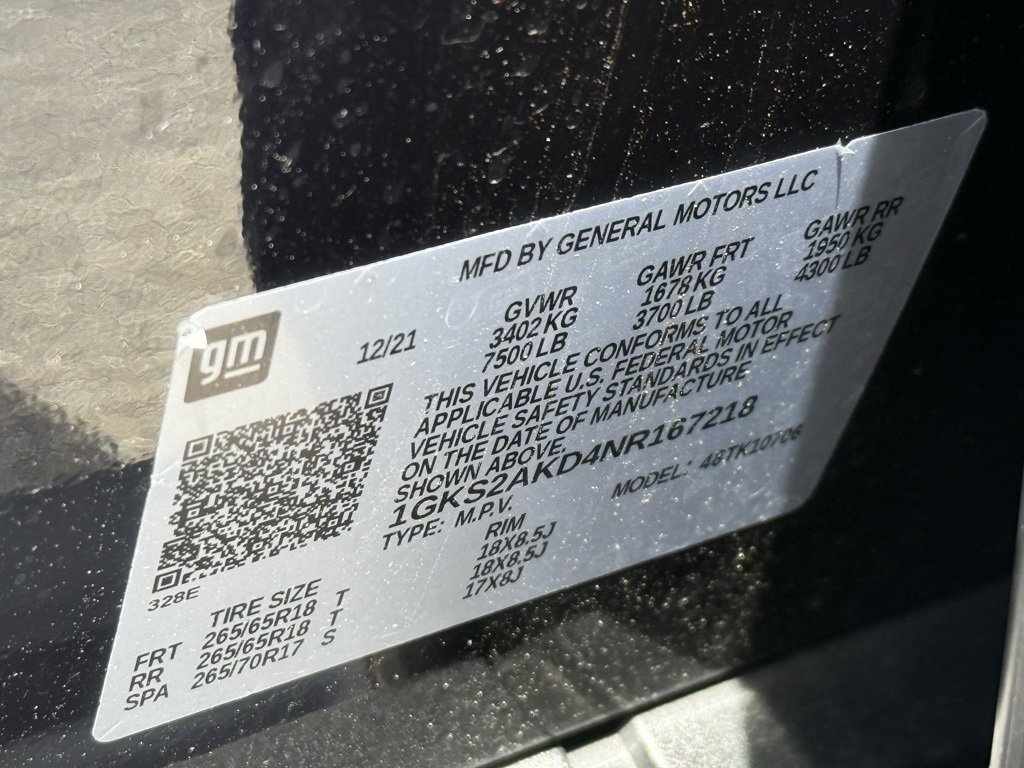 MFD BY GENERAL MOTORS LLC
gm
12/21
GVWR GAWR FRT GAWR RR
3402 KG 1678 KG 1950 KG
7500 LB 3700 LB 4300 LB
THIS VEHICLE CONFORMS TO ALL
APPLICABLE U.S. FEDERAL MOTOR
VEHICLE SAFETY STANDARDS IN EFFECT
ON THE DATE OF MANUFACTURE
SHOWN ABOVE.
1GKS2AKD4NR167218
TYPE: M.P.V. MODEL: 48TK10706
328E
TIRE SIZE RIM
FRT 265/65R18 T 18X8.5J
RR 265/65R18 T 18X8.5J
SPA 265/70R17 S 17X8J